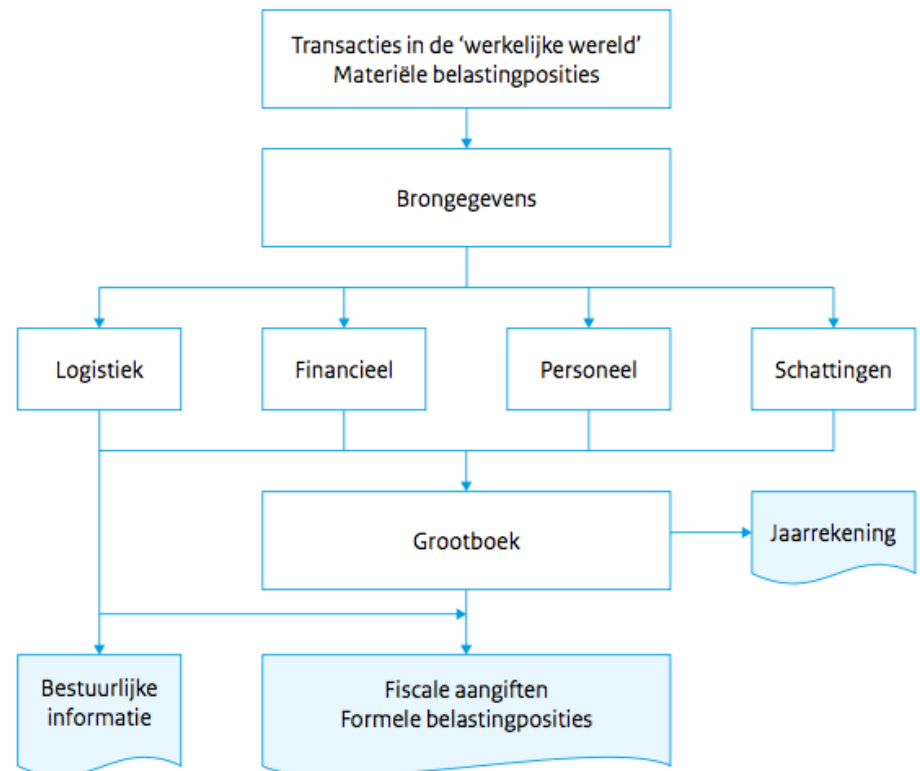 Transacties in de ‘werkelijke wereld’
Materiële belastingposities
Brongegevens
Logistiek
Financieel
Personeel
Schattingen
Grootboek
Jaarrekening
Bestuurlijke
informatie
Fiscale aangiften
Formele belastingposities